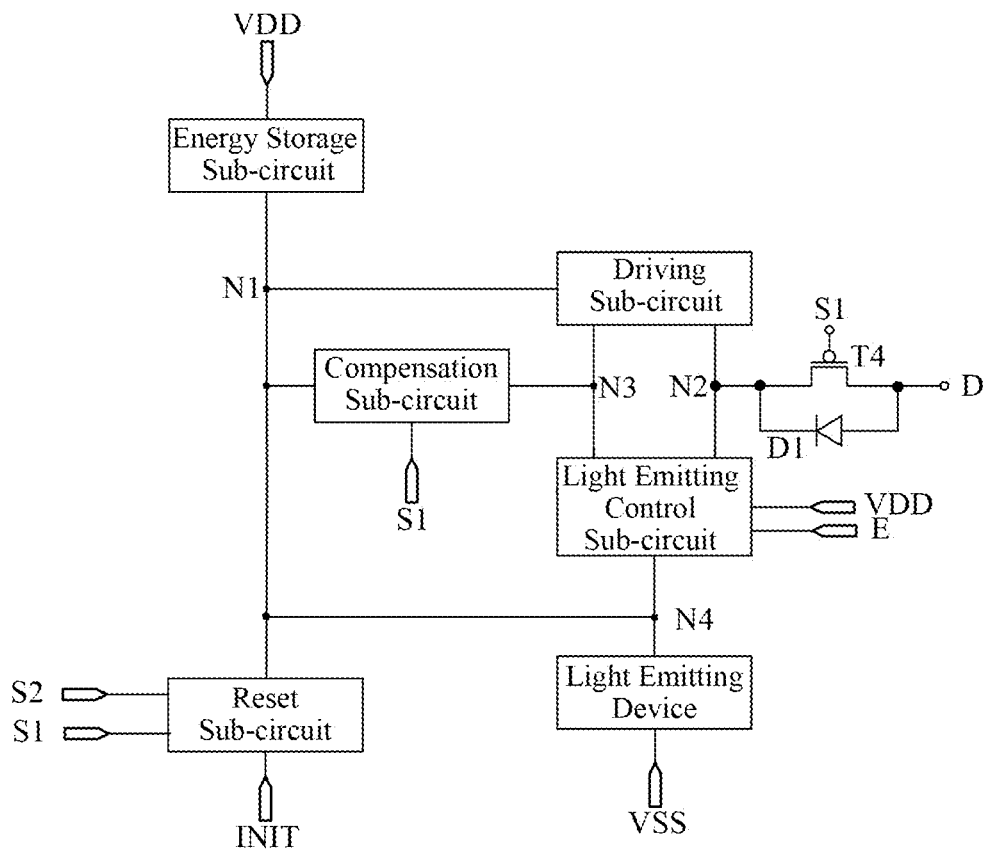 VDD
Energy Storage
Sub-circuit
N1
Driving
Sub-circuit
S1
T4
Compensation
Sub-circuit
N3
N2
D
D1
S1
Light Emitting
Control
Sub-circuit
VDD
E
N4
S2
S1
Reset
Sub-circuit
Light Emitting
Device
INIT
VSS